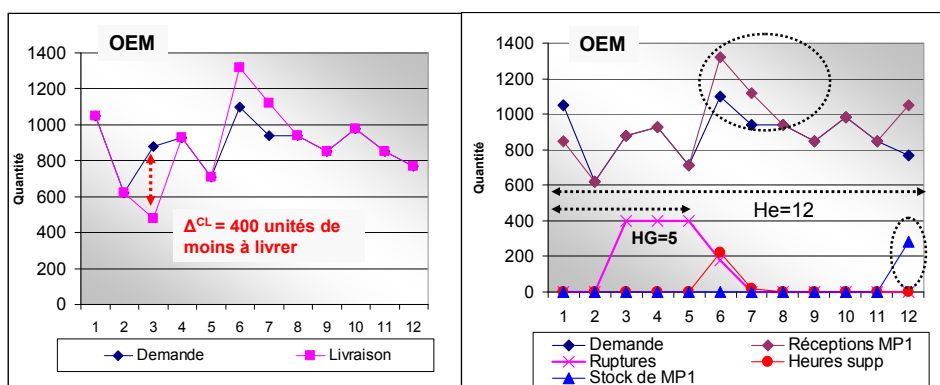 OEM
Quantité
1400
1200
1000
800
600
400
200
0
Δ^CL = 400 unités de
moins à livrer
1 2 3 4 5 6 7 8 9 10 11 12
Demande Livraison
OEM
Quantité
1400
1200
1000
800
600
400
200
0
He=12
HG=5
1 2 3 4 5 6 7 8 9 10 11 12
Demande Réceptions MP1
Ruptures Heures supp
Stock de MP1